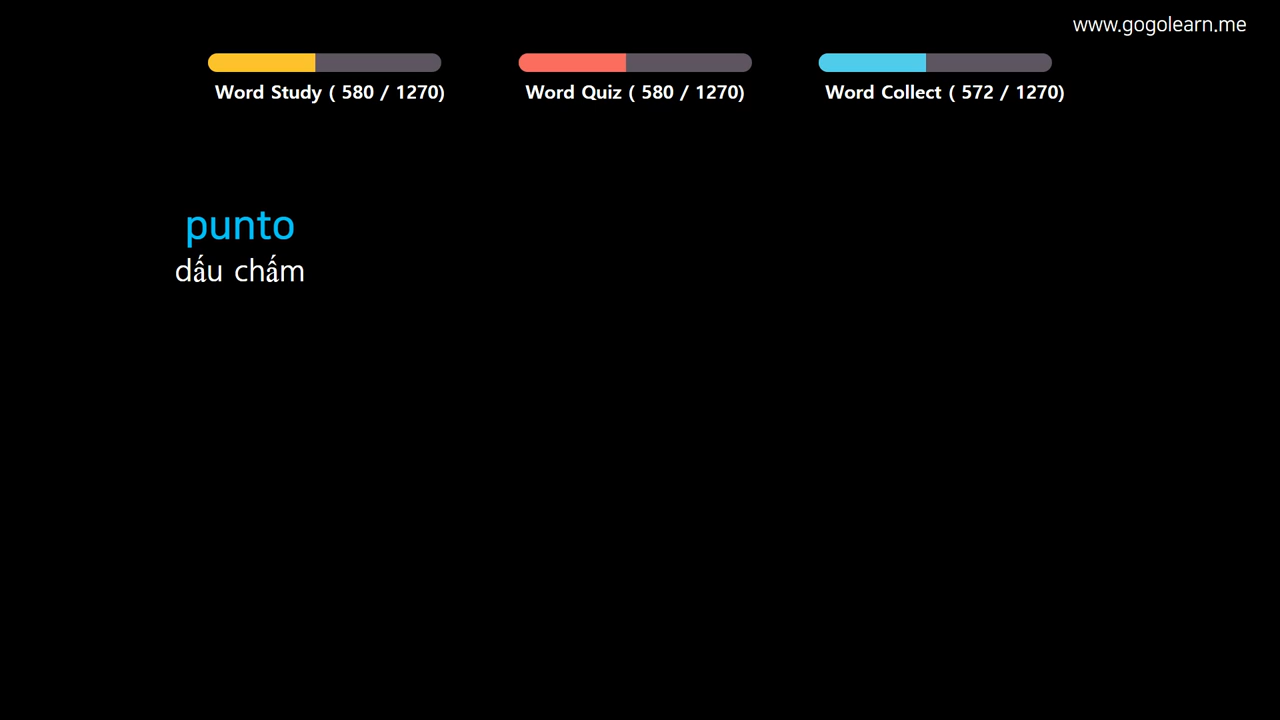 www.gogolearn.me
Word Study ( 580 / 1270)
Word Quiz ( 580 / 1270)
Word Collect ( 572 / 1270)
punto
dấu chấm